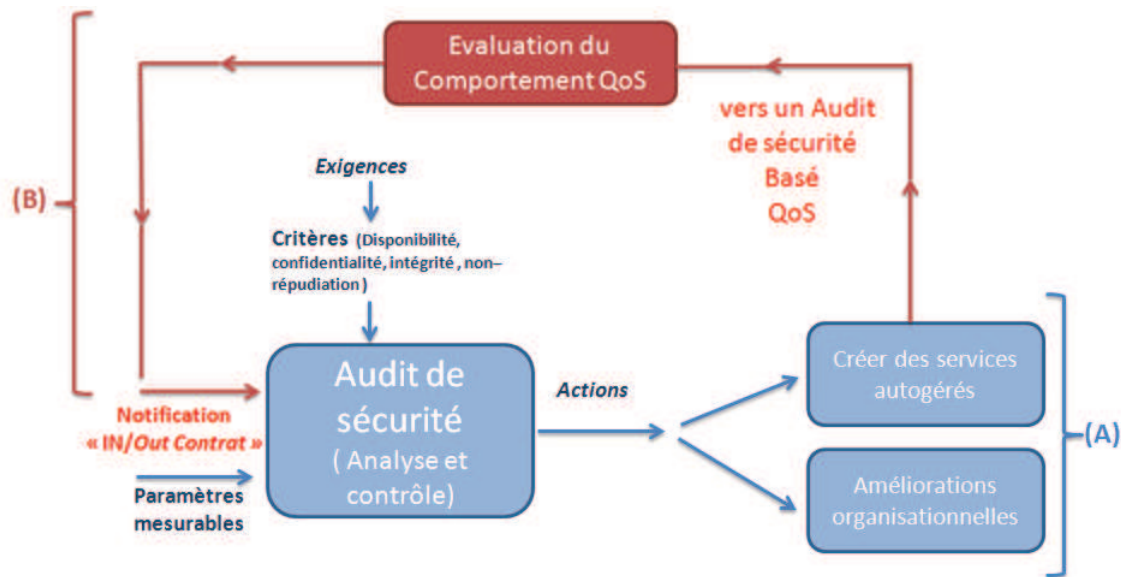 Evaluation du
Comportement QoS
vers un Audit
de sécurité
Basé
QoS
(B)
Exigences
Critères (Disponibilité,
confidentialité, intégrité , non–
répudiation )
Audit de
sécurité
( Analyse et
contrôle)
Notification
« IN/Out Contrat »
Paramètres
mesurables
Actions
Créer des services
autogérés
Améliorations
organisationnelles
(A)